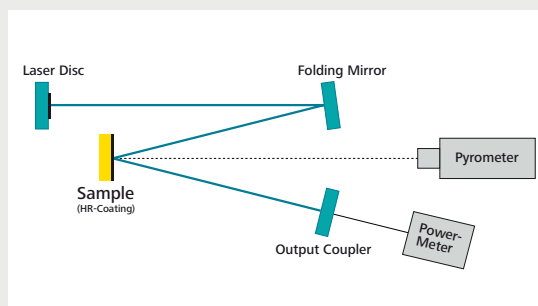 Laser Disc
Folding Mirror
Pyrometer
Sample
(HR-Coating)
Output Coupler
Power-
Meter